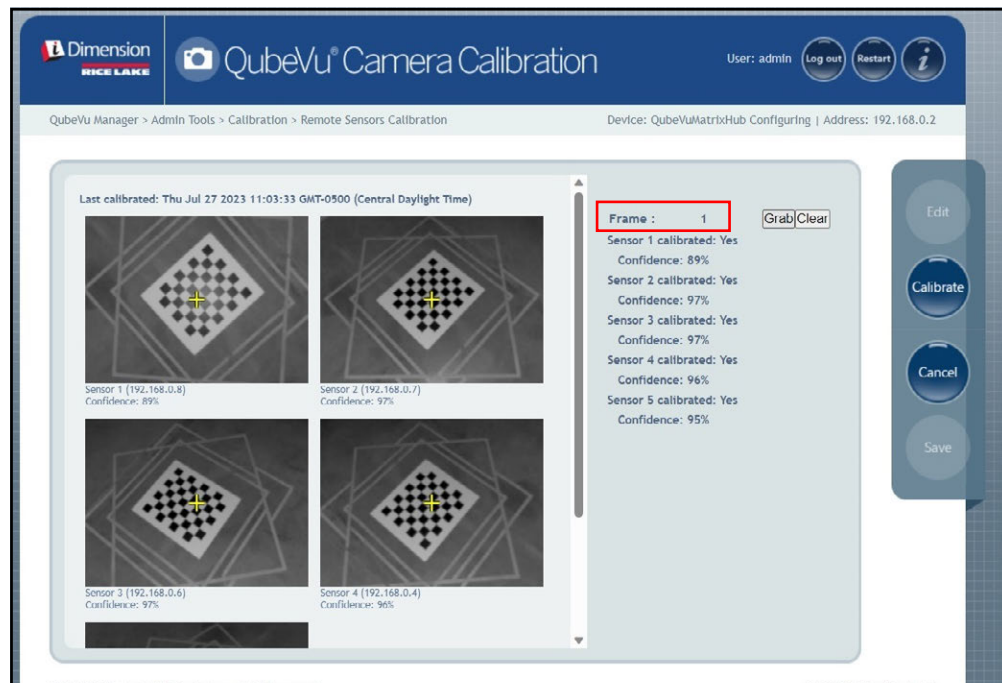 Dimension
RICE LAKE
QubeVu® Camera Calibration
User: admin
Log out
Restart
i
QubeVu Manager > Admin Tools > Calibration > Remote Sensors Calibration
Device: QubeVuMatrixHub Configuring | Address: 192.168.0.2
Last calibrated: Thu Jul 27 2023 11:03:33 GMT-0500 (Central Daylight Time)
Sensor 1 (192.168.0.8)
Confidence: 89%
Sensor 2 (192.168.0.7)
Confidence: 97%
Sensor 3 (192.168.0.6)
Confidence: 97%
Sensor 4 (192.168.0.4)
Confidence: 96%
Frame : 1
Grab Clear
Sensor 1 calibrated: Yes
Confidence: 89%
Sensor 2 calibrated: Yes
Confidence: 97%
Sensor 3 calibrated: Yes
Confidence: 97%
Sensor 4 calibrated: Yes
Confidence: 96%
Sensor 5 calibrated: Yes
Confidence: 95%
Edit
Calibrate
Cancel
Save